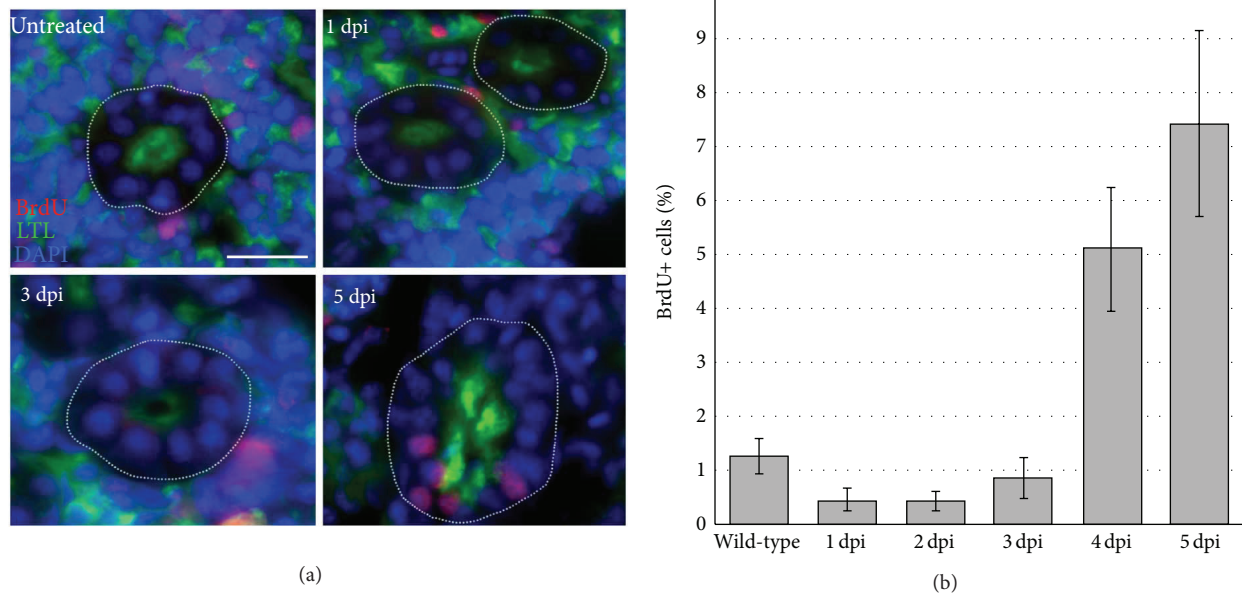 Untreated
BrdU
LTL
DAPI
1 dpi
3 dpi
5 dpi
(a)
BrdU+ cells (%)
9
8
7
6
5
4
3
2
1
0
Wild-type 1 dpi 2 dpi 3 dpi 4 dpi 5 dpi
(b)